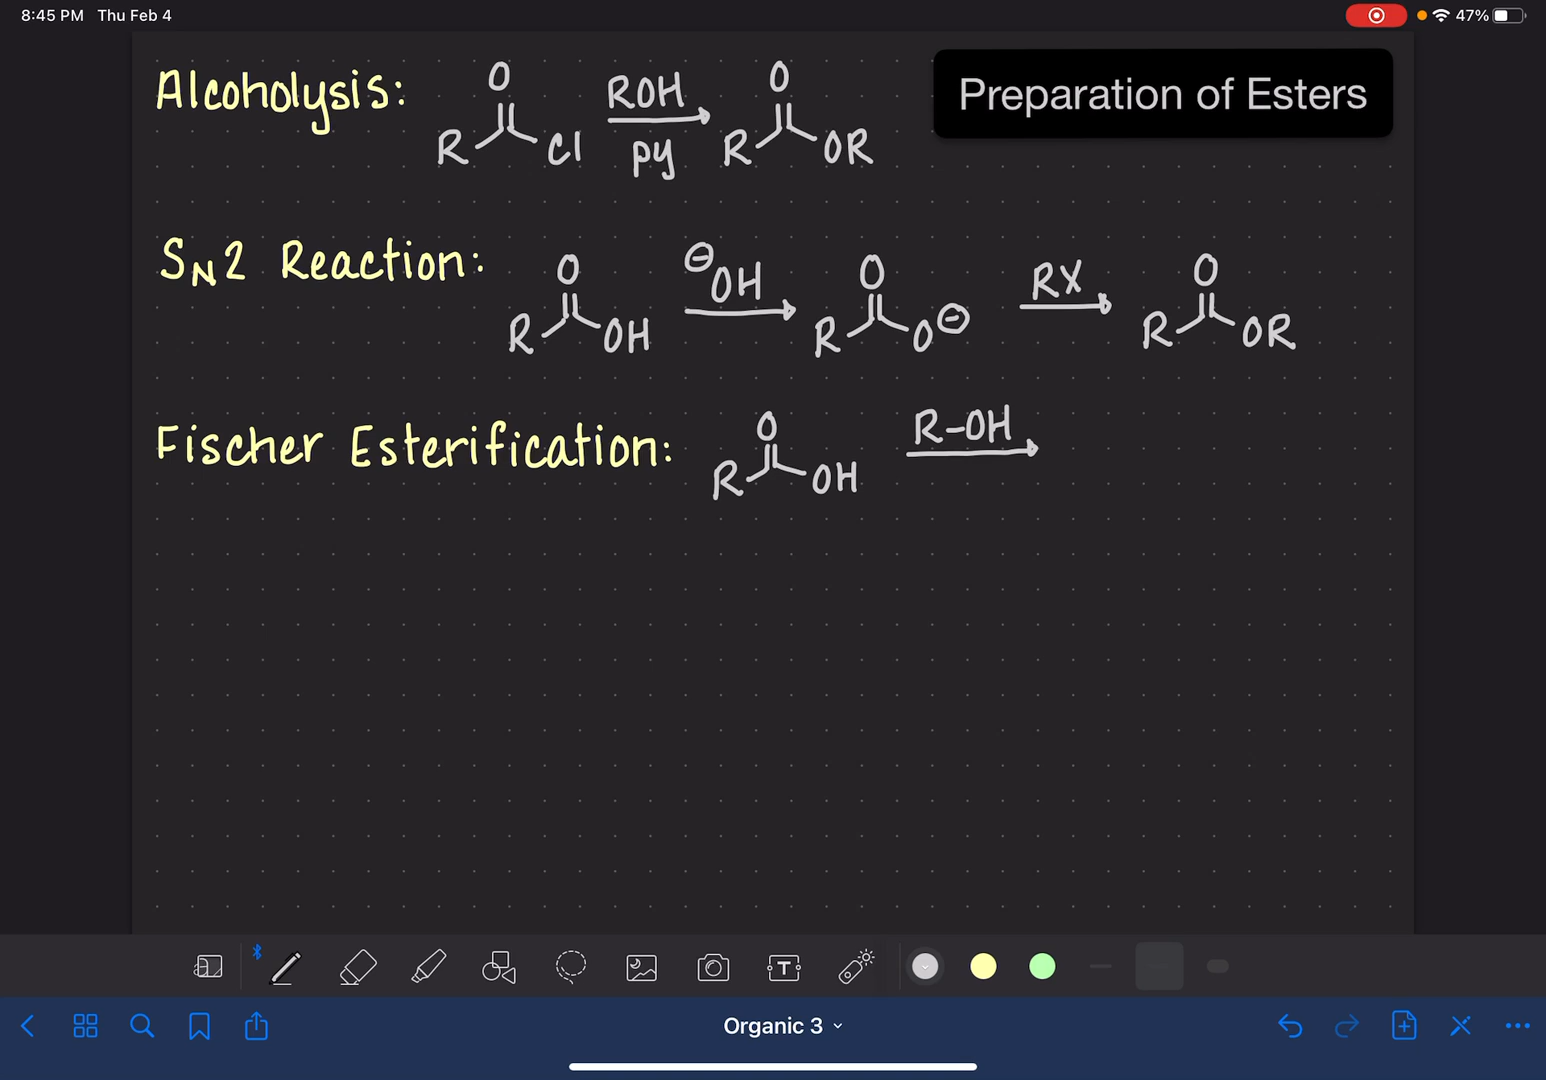 8:45 PM Thu Feb 4
47%
Preparation of Esters
Alcoholysis:
O
R Cl
ROH
py
O
R OR
SN2 Reaction:
O
R OH
⊖OH
O
R O⊖
RX
O
R OR
Fischer Esterification:
O
R OH
R-OH
T
Organic 3